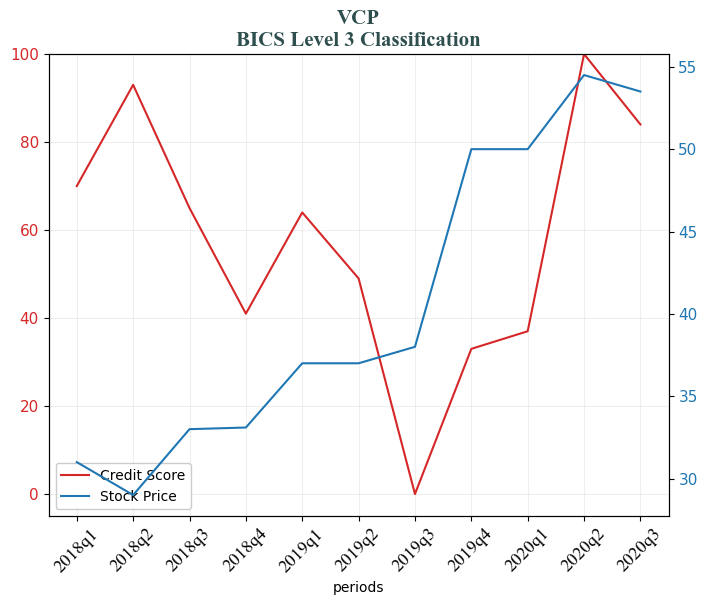 VCP
BICS Level 3 Classification
100
80
60
40
20
0
55
50
45
40
35
30
Credit Score
Stock Price
2018q1
2018q2
2018q3
2018q4
2019q1
2019q2
2019q3
2019q4
2020q1
2020q2
2020q3
periods